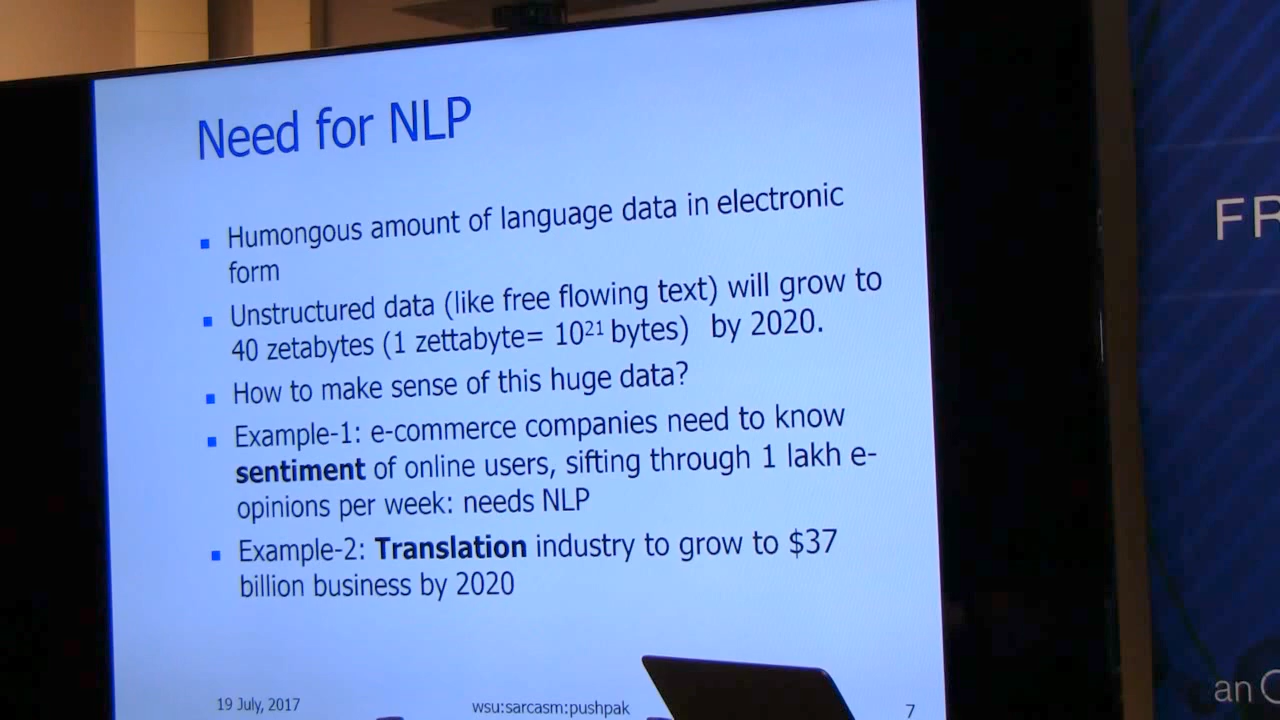 Need for NLP
▪ Humongous amount of language data in electronic
form
▪ Unstructured data (like free flowing text) will grow to
40 zetabytes (1 zettabyte= 10²¹ bytes) by 2020.
▪ How to make sense of this huge data?
▪ Example-1: e-commerce companies need to know
sentiment of online users, sifting through 1 lakh e-
opinions per week: needs NLP
▪ Example-2: Translation industry to grow to $37
billion business by 2020
19 July, 2017
wsu:sarcasm:pushpak
7
FR
an